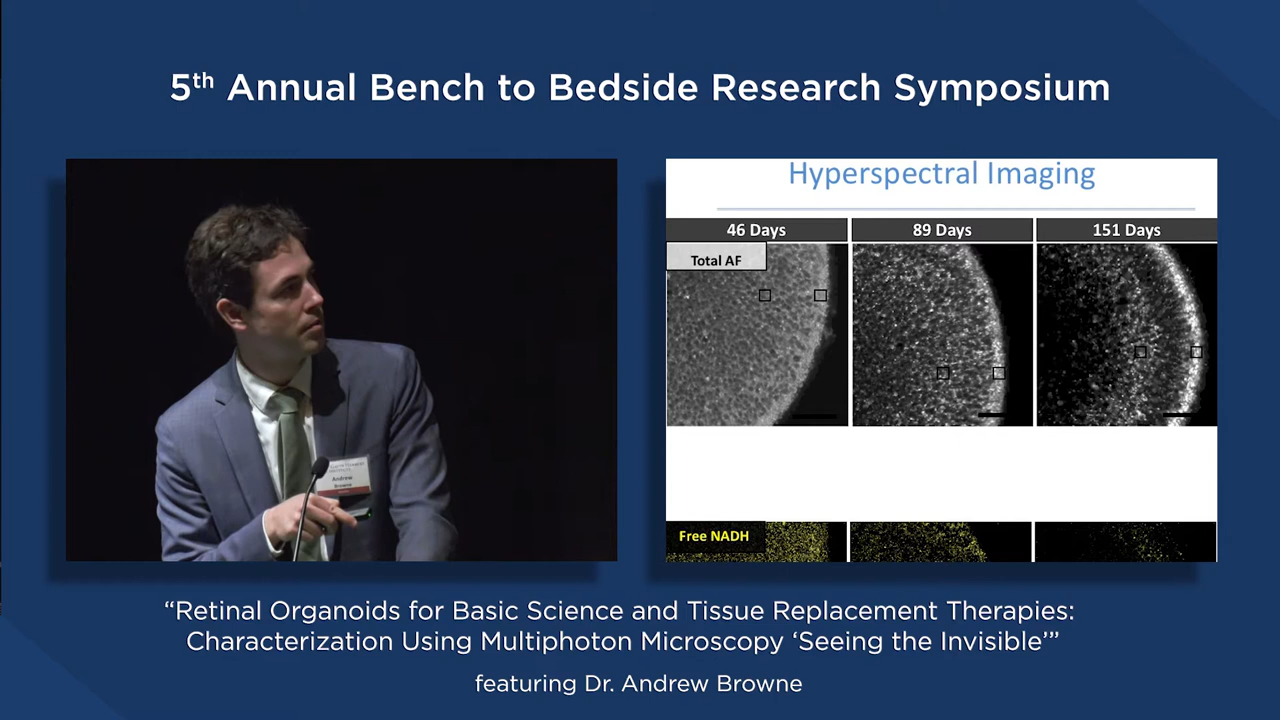 5th Annual Bench to Bedside Research Symposium
Hyperspectral Imaging
46 Days
89 Days
151 Days
Total AF
Andrew
Browne
Free NADH
“Retinal Organoids for Basic Science and Tissue Replacement Therapies:
Characterization Using Multiphoton Microscopy ‘Seeing the Invisible’”
featuring Dr. Andrew Browne